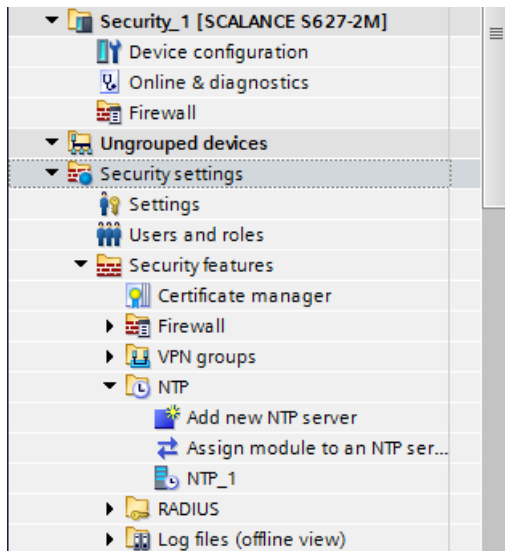 Security_1 [SCALANCE S627-2M]
Device configuration
Online & diagnostics
Firewall
Ungrouped devices
Security settings
Settings
Users and roles
Security features
Certificate manager
Firewall
VPN groups
NTP
Add new NTP server
Assign module to an NTP ser...
NTP_1
RADIUS
Log files (offline view)